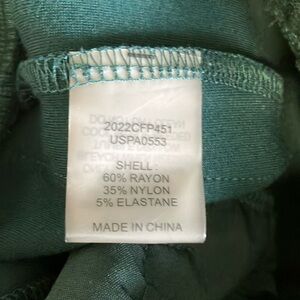 2022CFP451
USPA0553
SHELL:
60% RAYON
35% NYLON
5% ELASTANE
MADE IN CHINA